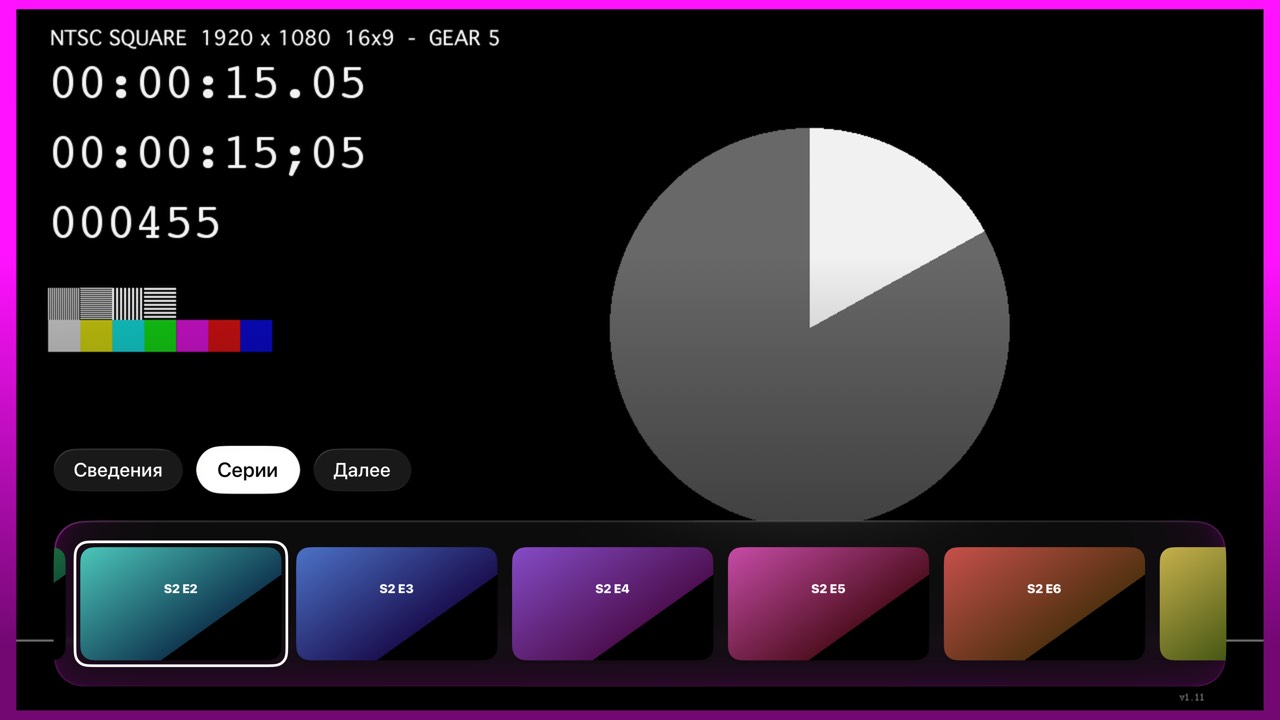 NTSC SQUARE 1920 x 1080 16x9 - GEAR 5
00:00:15.05
00:00:15;05
000455
Сведения Серии Далее
S2 E2 S2 E3 S2 E4 S2 E5 S2 E6
v1.11